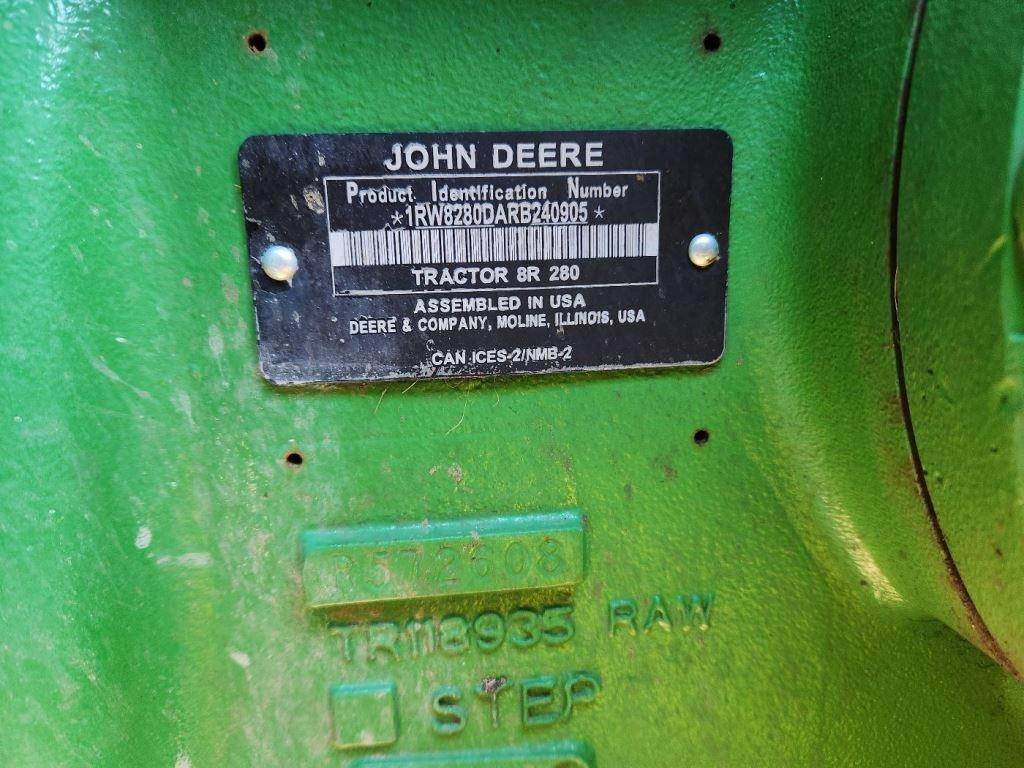 JOHN DEERE
Product Identification Number
*1RW8280DARB240905*
TRACTOR 8R 280
ASSEMBLED IN USA
DEERE & COMPANY, MOLINE, ILLINOIS, USA
CAN ICES-2/NMB-2
R572608
TR118935 RAW
STEP